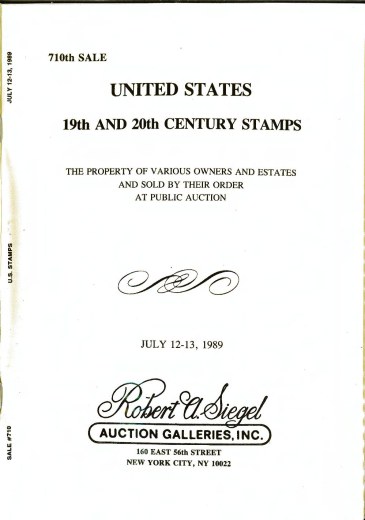 JULY 12-13, 1989
U.S. STAMPS
SALE #710
710th SALE
UNITED STATES
19th AND 20th CENTURY STAMPS
THE PROPERTY OF VARIOUS OWNERS AND ESTATES
AND SOLD BY THEIR ORDER
AT PUBLIC AUCTION
JULY 12-13, 1989
Robert A. Siegel
AUCTION GALLERIES, INC.
160 EAST 56th STREET
NEW YORK CITY, NY 10022